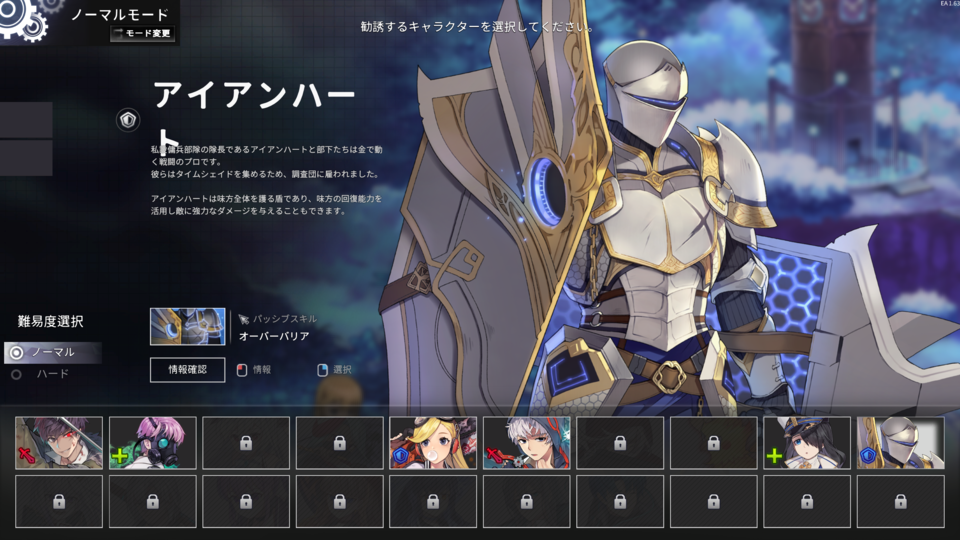 ノーマルモード
モード変更
勧誘するキャラクターを選択してください。
EA 1.63
アイアンハー
ト
私設傭兵部隊の隊長であるアイアンハートと部下たちは金で動
く戦闘のプロです。
彼らはタイムシェイドを集めるため、調査団に雇われました。
アイアンハートは味方全体を護る盾であり、味方の回復能力を
活用し敵に強力なダメージを与えることもできます。
難易度選択
ノーマル
ハード
パッシブスキル
オーバーバリア
情報確認
情報
選択